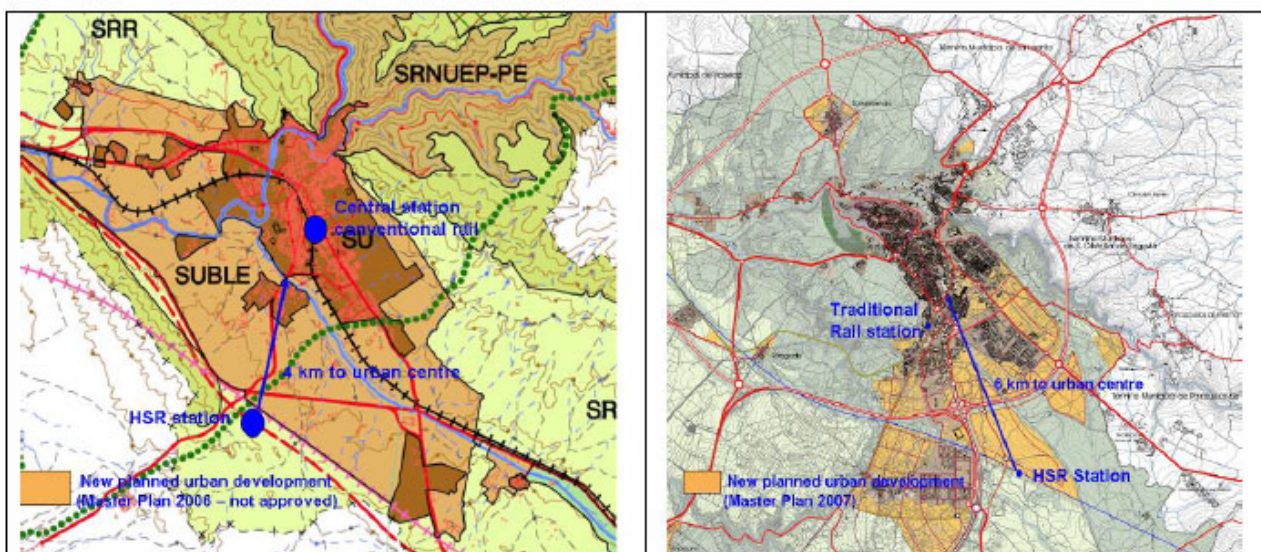 SRR
SRNUEP-PE
Central station
conventional rail
SU
SUBLE
4 km to urban centre
HSR station
SR
New planned urban development
(Master Plan 2006 – not approved)
Traditional
Rail station
6 km to urban centre
HSR Station
New planned urban development
(Master Plan 2007)